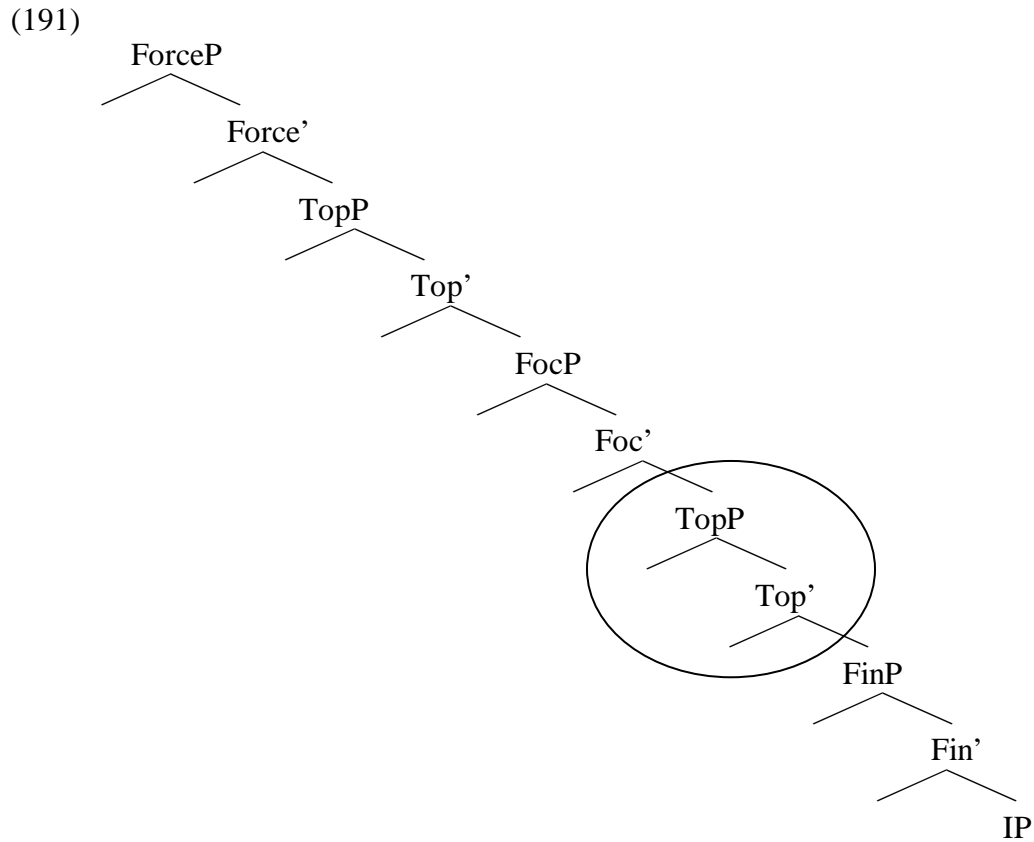 (191)
ForceP
Force’
TopP
Top’
FocP
Foc’
TopP
Top’
FinP
Fin’
IP